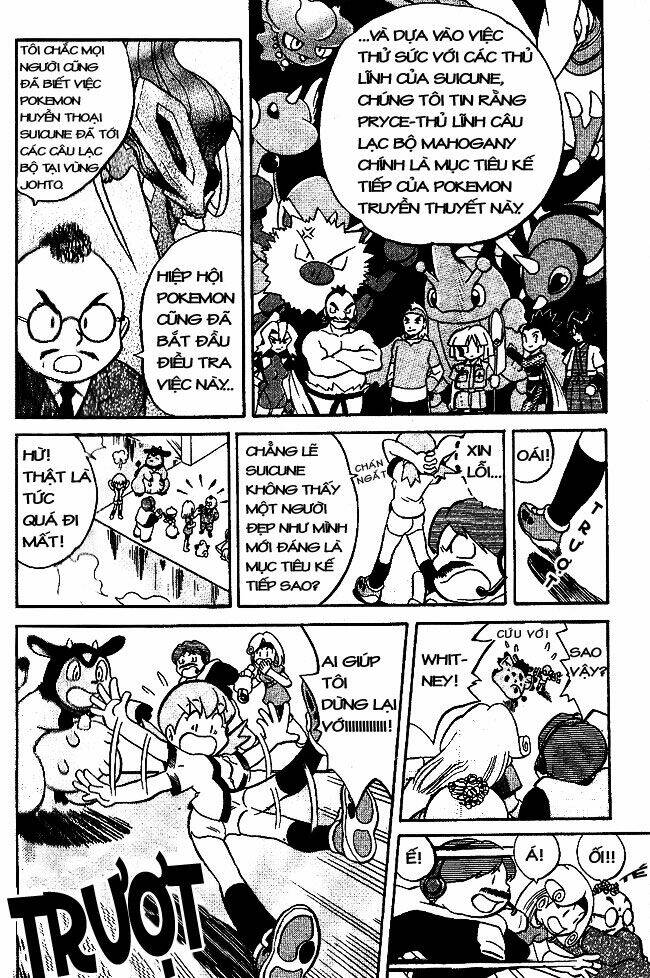 TÔI CHẮC MỌI
NGƯỜI CŨNG
ĐÃ BIẾT VIỆC
POKEMON
HUYỀN THOẠI
SUICUNE ĐÃ TỚI
CÁC CÂU LẠC
BỘ TẠI VÙNG
JOHTO.
HIỆP HỘI
POKEMON
CŨNG ĐÃ
BẮT ĐẦU
ĐIỀU TRA
VIỆC NÀY...
...VÀ DỰA VÀO VIỆC
THỬ SỨC VỚI CÁC THỦ
LĨNH CỦA SUICUNE,
CHÚNG TÔI TIN RẰNG
PRYCE-THỦ LĨNH CÂU
LẠC BỘ MAHOGANY
CHÍNH LÀ MỤC TIÊU KẾ
TIẾP CỦA POKEMON
TRUYỀN THUYẾT NÀY.
HỪ!
THẬT LÀ
TỨC
QUÁ ĐI
MẤT!
CHẲNG LẼ
SUICUNE
KHÔNG THẤY
MỘT NGƯỜI
ĐẸP NHƯ MÌNH
MỚI ĐÁNG LÀ
MỤC TIÊU KẾ
TIẾP SAO?
CHÁN
NGẮT
XIN
LỖI...
OÁI!
TRƯỢT
AI GIÚP
TÔI
DỪNG LẠI
VỚIIIIIIIIIII!
TRƯỢT
CỨU VỚI
WHIT-
NEY!
SAO
VẬY?
Ế!
Á!
ỐI!!
TÉ